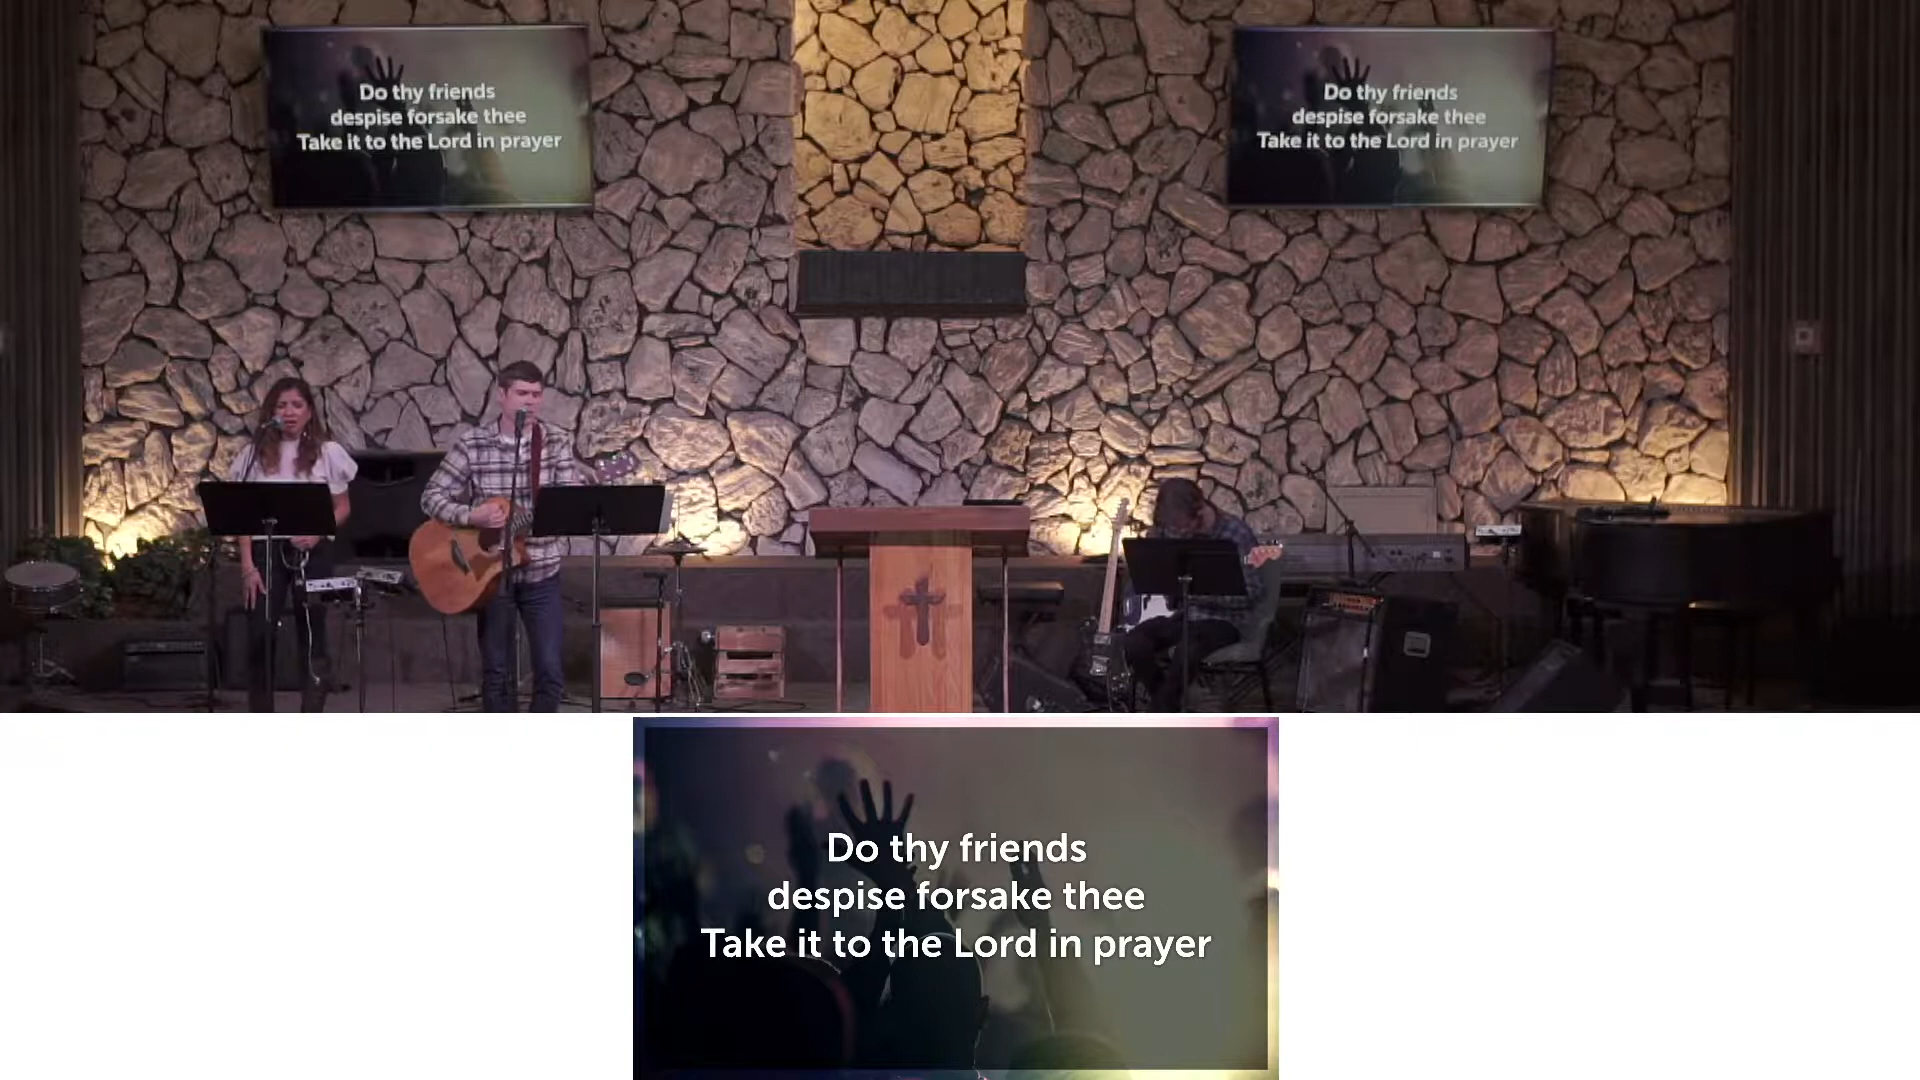 Do thy friends
despise forsake thee
Take it to the Lord in prayer
Do thy friends
despise forsake thee
Take it to the Lord in prayer
Do thy friends
despise forsake thee
Take it to the Lord in prayer